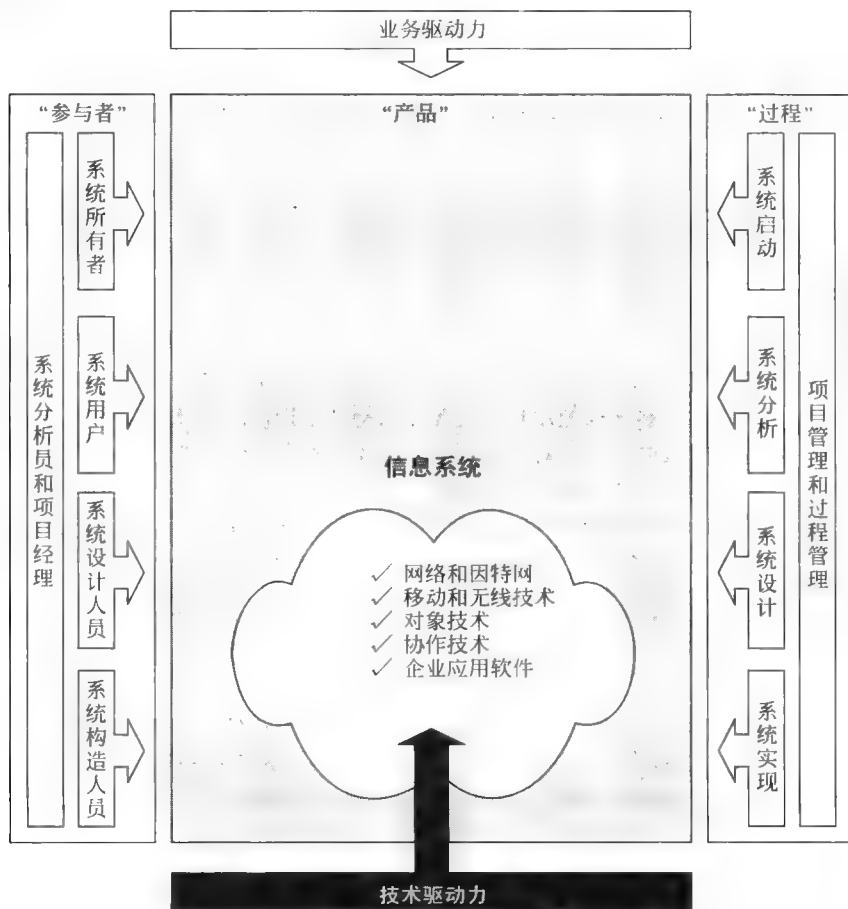 业务驱动力
“参与者”
系统分析员和项目经理
系统所有者
系统用户
系统设计人员
系统构造人员
“产品”
信息系统
✓ 网络和因特网
✓ 移动和无线技术
✓ 对象技术
✓ 协作技术
✓ 企业应用软件
“过程”
系统启动
系统分析
系统设计
系统实现
项目管理和过程管理
技术驱动力